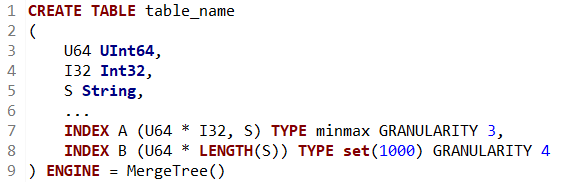 1 CREATE TABLE table_name
2 (
3     U64 UInt64,
4     I32 Int32,
5     S String,
6     ...
7     INDEX A (U64 * I32, S) TYPE minmax GRANULARITY 3,
8     INDEX B (U64 * LENGTH(S)) TYPE set(1000) GRANULARITY 4
9 ) ENGINE = MergeTree()